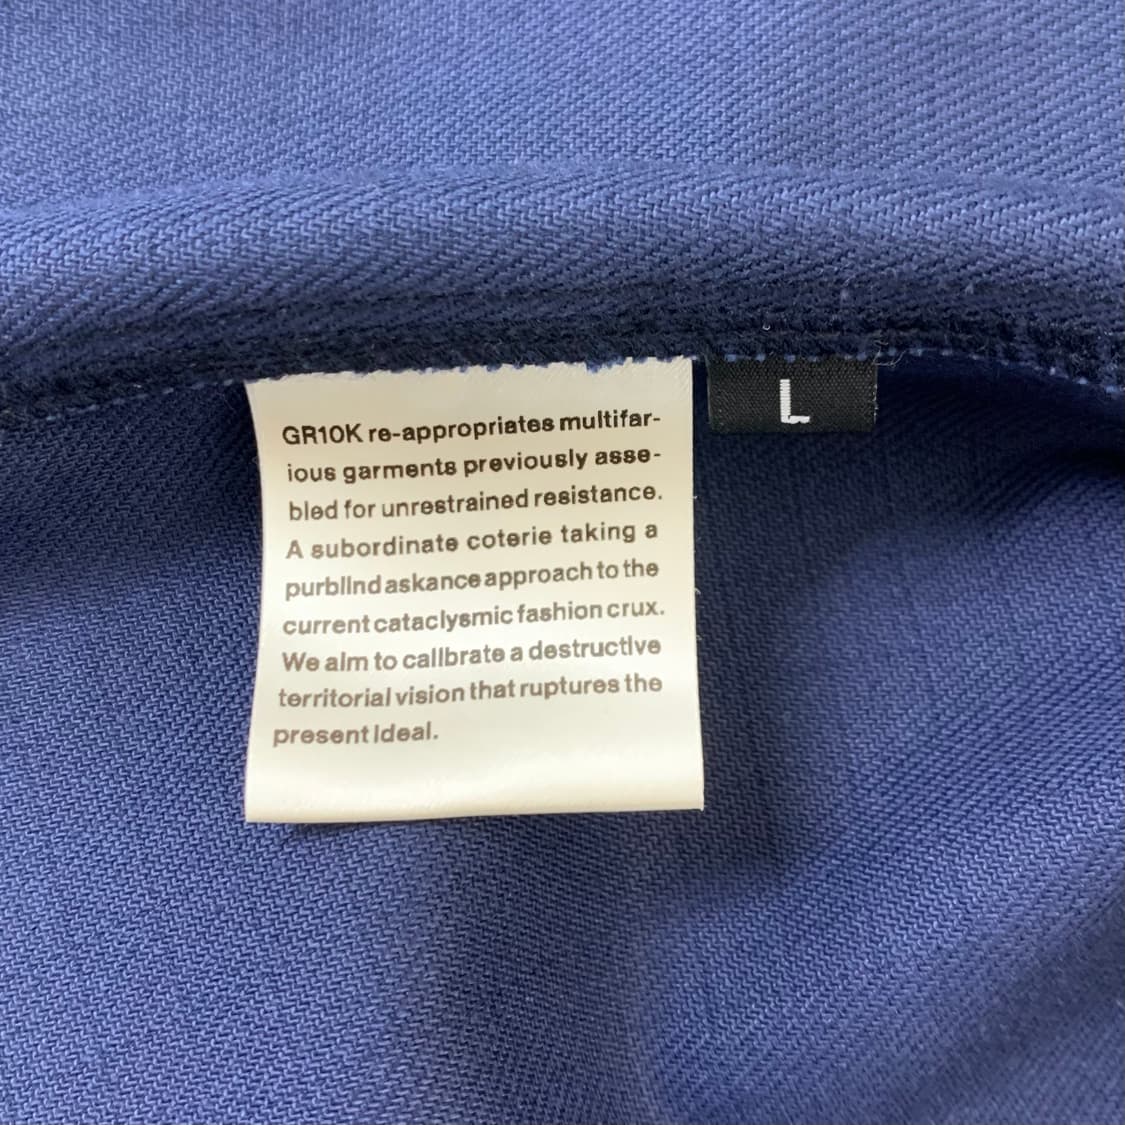 GR10K re-appropriates multifar-
ious garments previously asse-
bled for unrestrained resistance.
A subordinate coterie taking a
purblind askance approach to the
current cataclysmic fashion crux.
We aim to calibrate a destructive
territorial vision that ruptures the
present ideal.
L